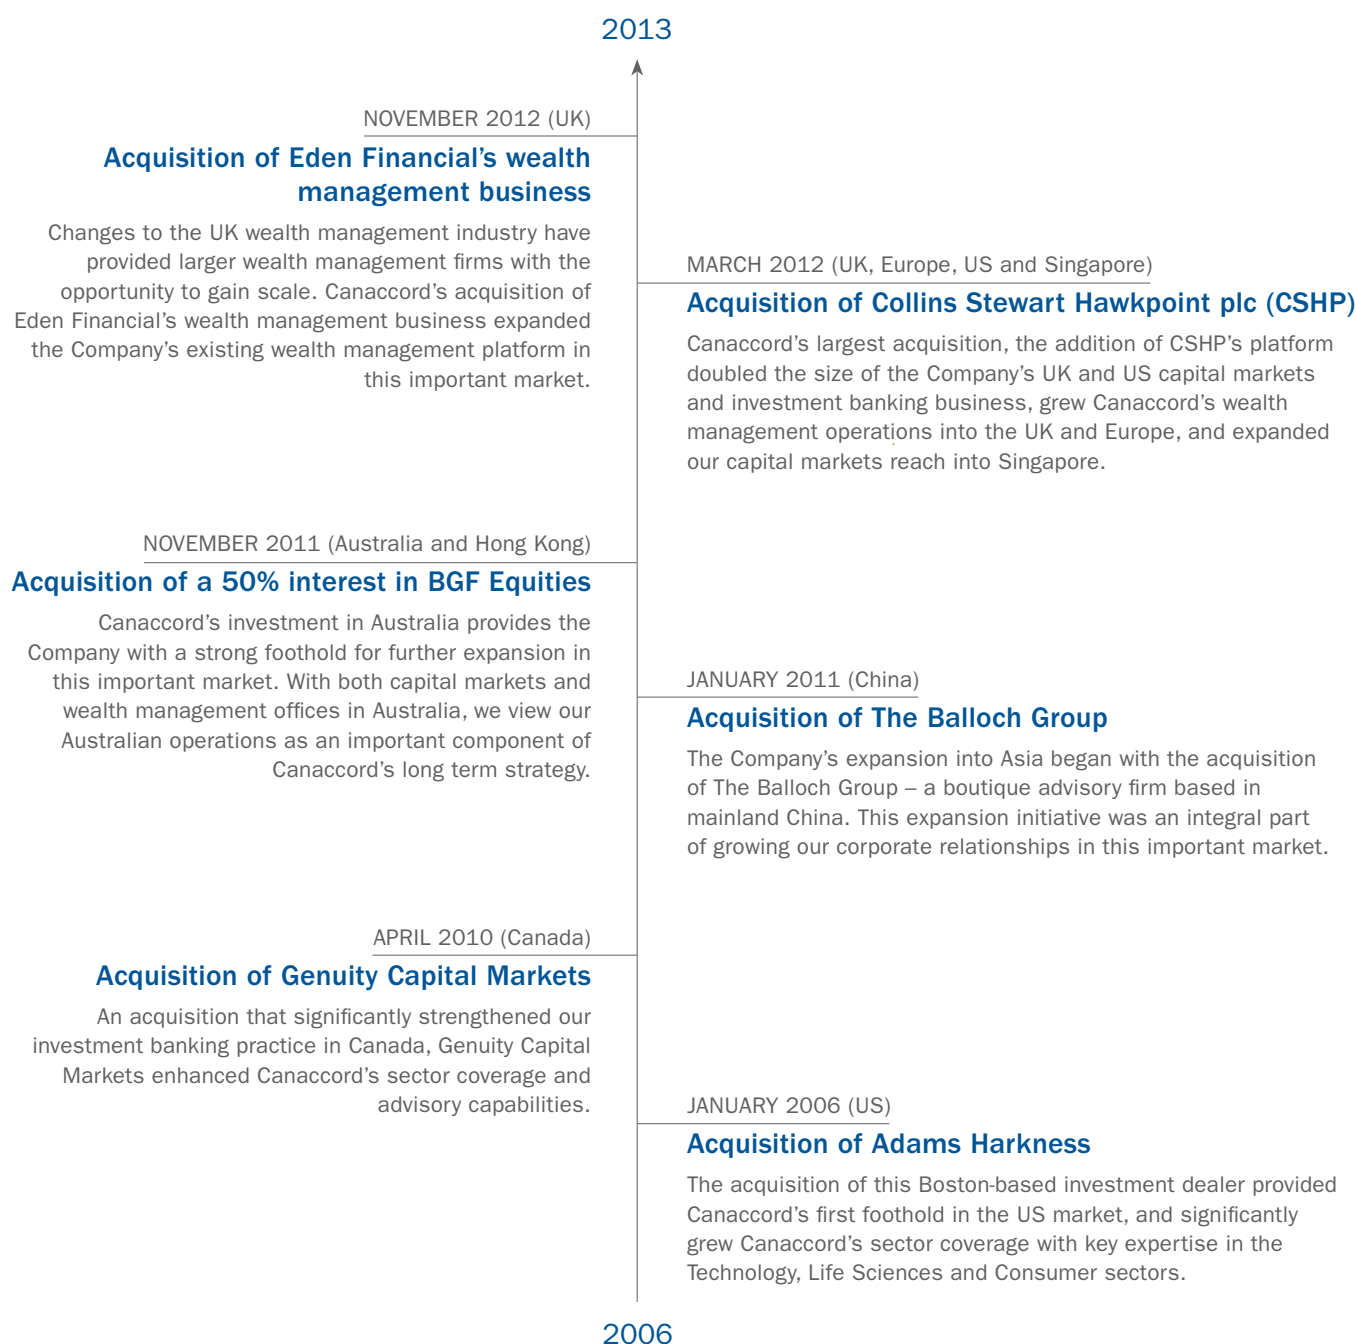 2013
NOVEMBER 2012 (UK)
Acquisition of Eden Financial’s wealth
management business
Changes to the UK wealth management industry have
provided larger wealth management firms with the
opportunity to gain scale. Canaccord’s acquisition of
Eden Financial’s wealth management business expanded
the Company’s existing wealth management platform in
this important market.
MARCH 2012 (UK, Europe, US and Singapore)
Acquisition of Collins Stewart Hawkpoint plc (CSHP)
Canaccord’s largest acquisition, the addition of CSHP’s platform
doubled the size of the Company’s UK and US capital markets
and investment banking business, grew Canaccord’s wealth
management operations into the UK and Europe, and expanded
our capital markets reach into Singapore.
NOVEMBER 2011 (Australia and Hong Kong)
Acquisition of a 50% interest in BGF Equities
Canaccord’s investment in Australia provides the
Company with a strong foothold for further expansion in
this important market. With both capital markets and
wealth management offices in Australia, we view our
Australian operations as an important component of
Canaccord’s long term strategy.
JANUARY 2011 (China)
Acquisition of The Balloch Group
The Company’s expansion into Asia began with the acquisition
of The Balloch Group – a boutique advisory firm based in
mainland China. This expansion initiative was an integral part
of growing our corporate relationships in this important market.
APRIL 2010 (Canada)
Acquisition of Genuity Capital Markets
An acquisition that significantly strengthened our
investment banking practice in Canada, Genuity Capital
Markets enhanced Canaccord’s sector coverage and
advisory capabilities.
JANUARY 2006 (US)
Acquisition of Adams Harkness
The acquisition of this Boston-based investment dealer provided
Canaccord’s first foothold in the US market, and significantly
grew Canaccord’s sector coverage with key expertise in the
Technology, Life Sciences and Consumer sectors.
2006